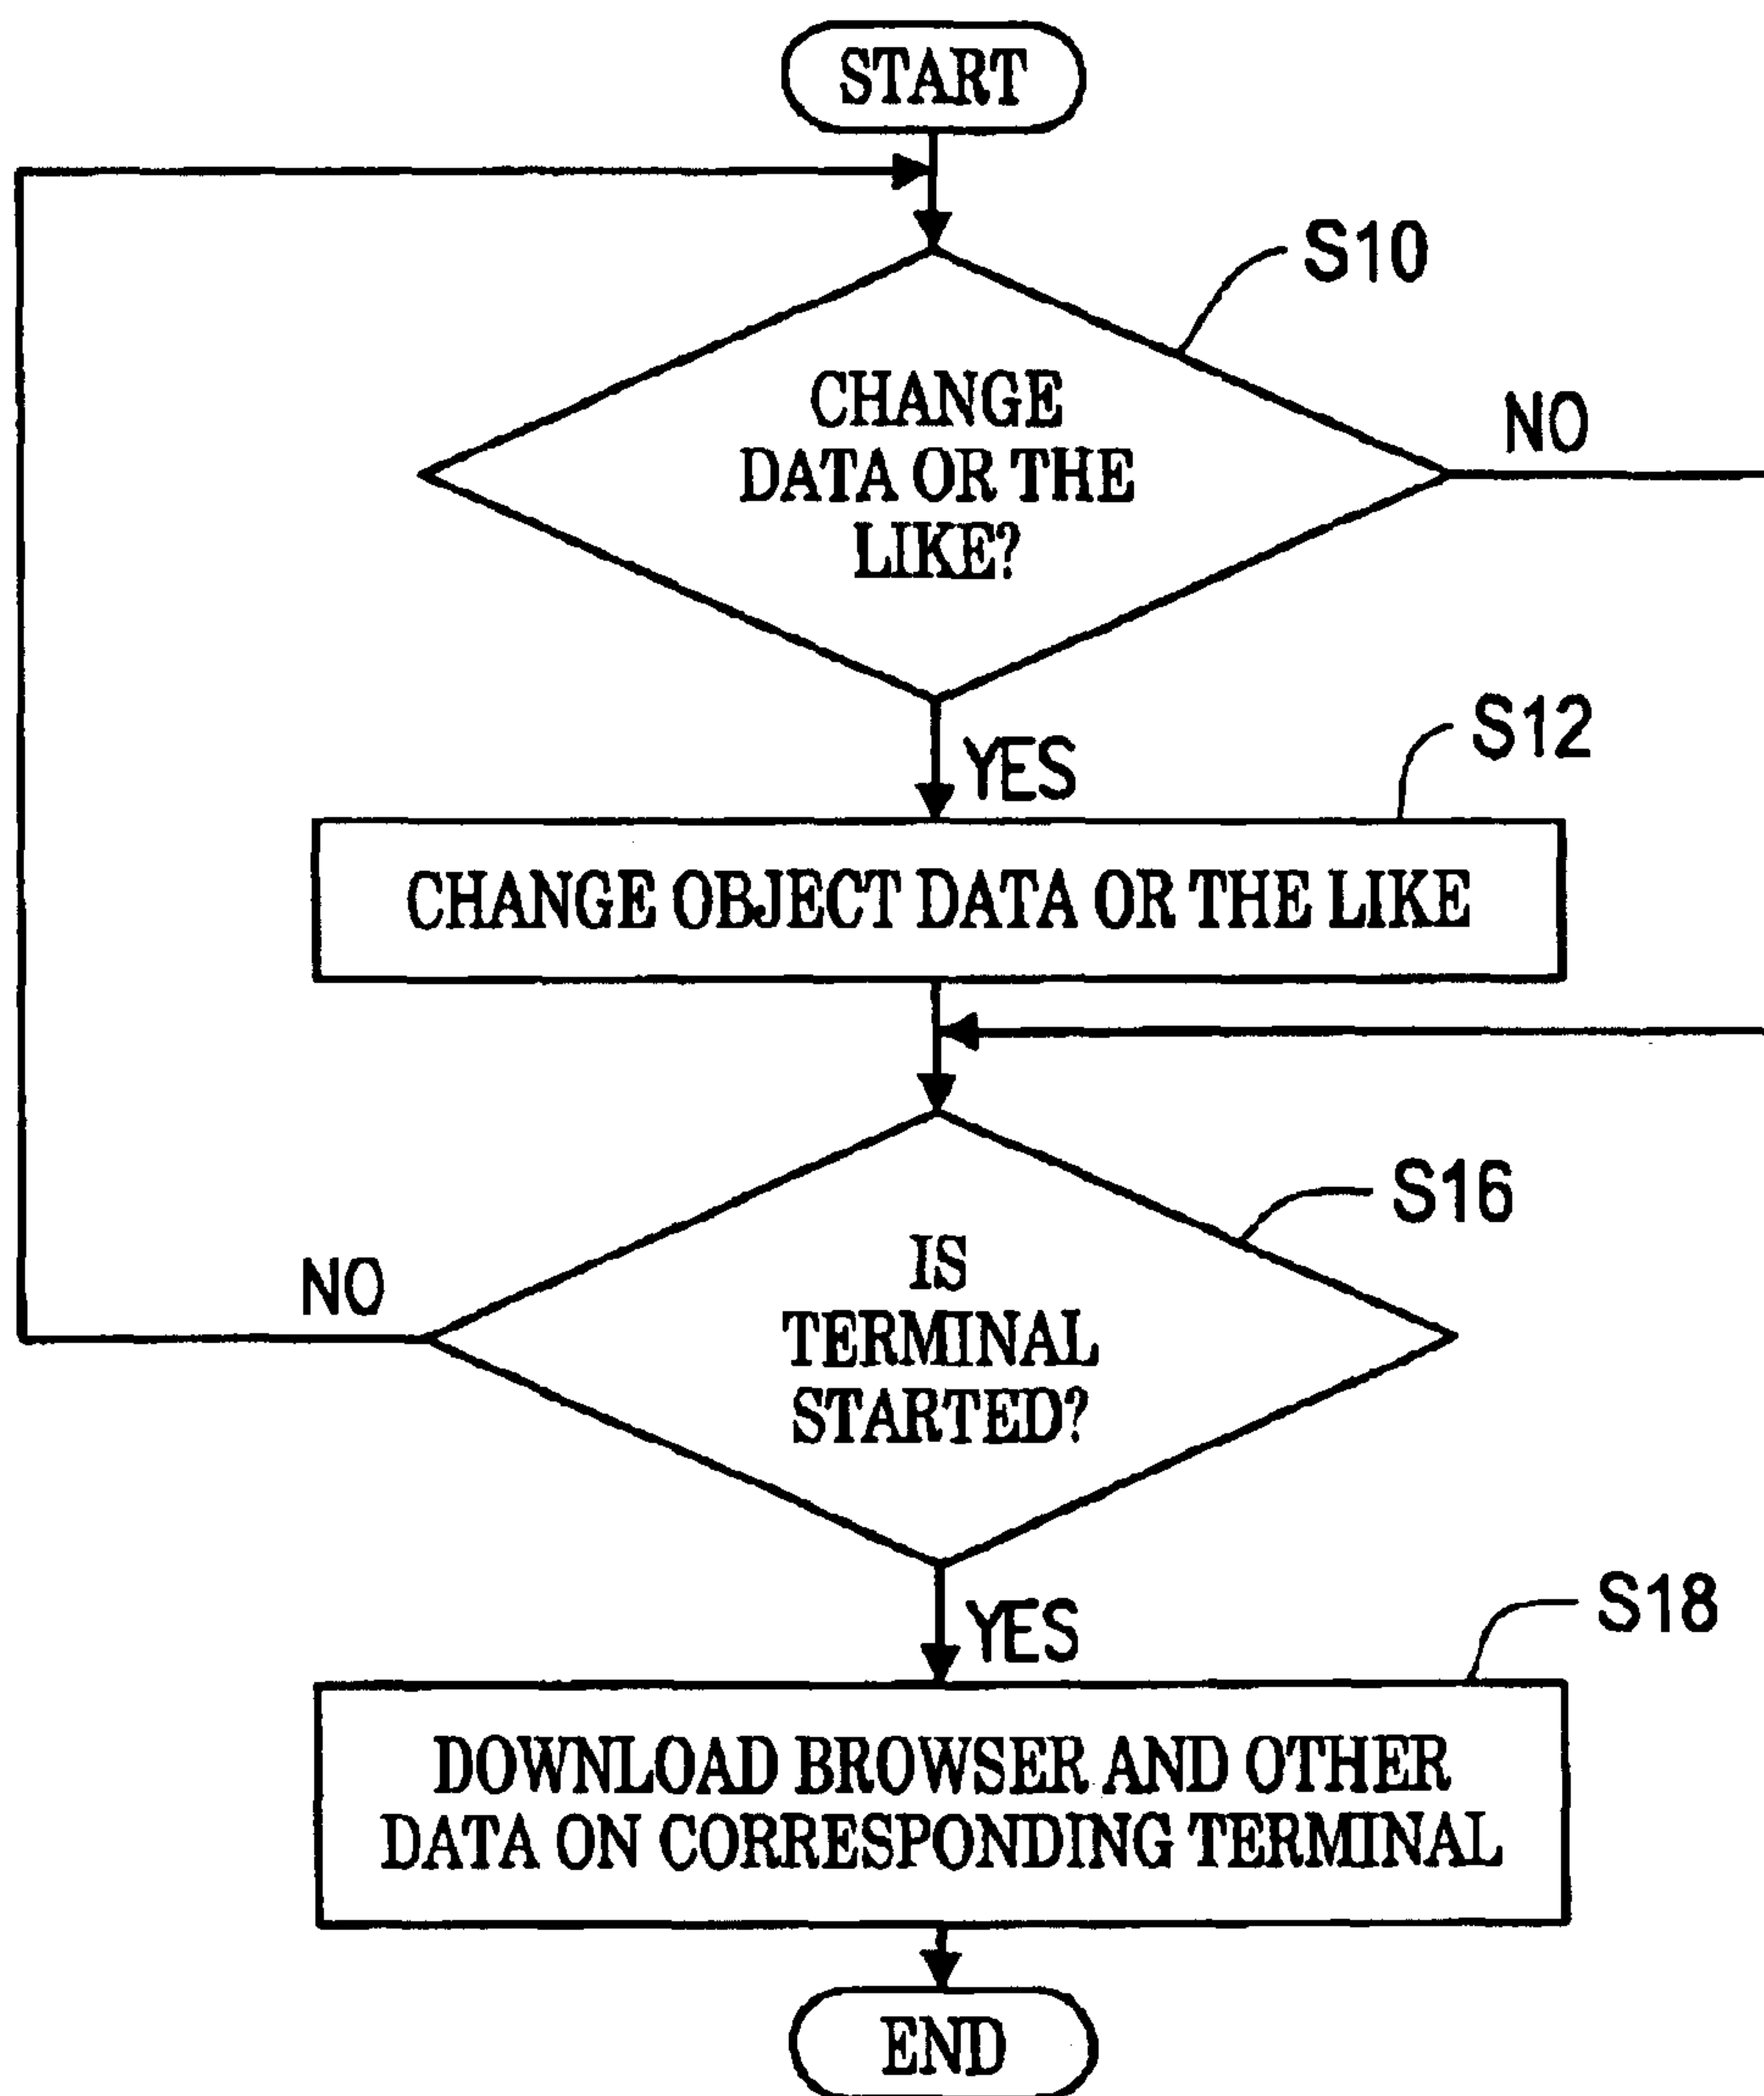 START
S10
CHANGE
DATA OR THE
LIKE?
NO
YES
S12
CHANGE OBJECT DATA OR THE LIKE
S16
IS
TERMINAL
STARTED?
NO
YES
S18
DOWNLOAD BROWSER AND OTHER
DATA ON CORRESPONDING TERMINAL
END